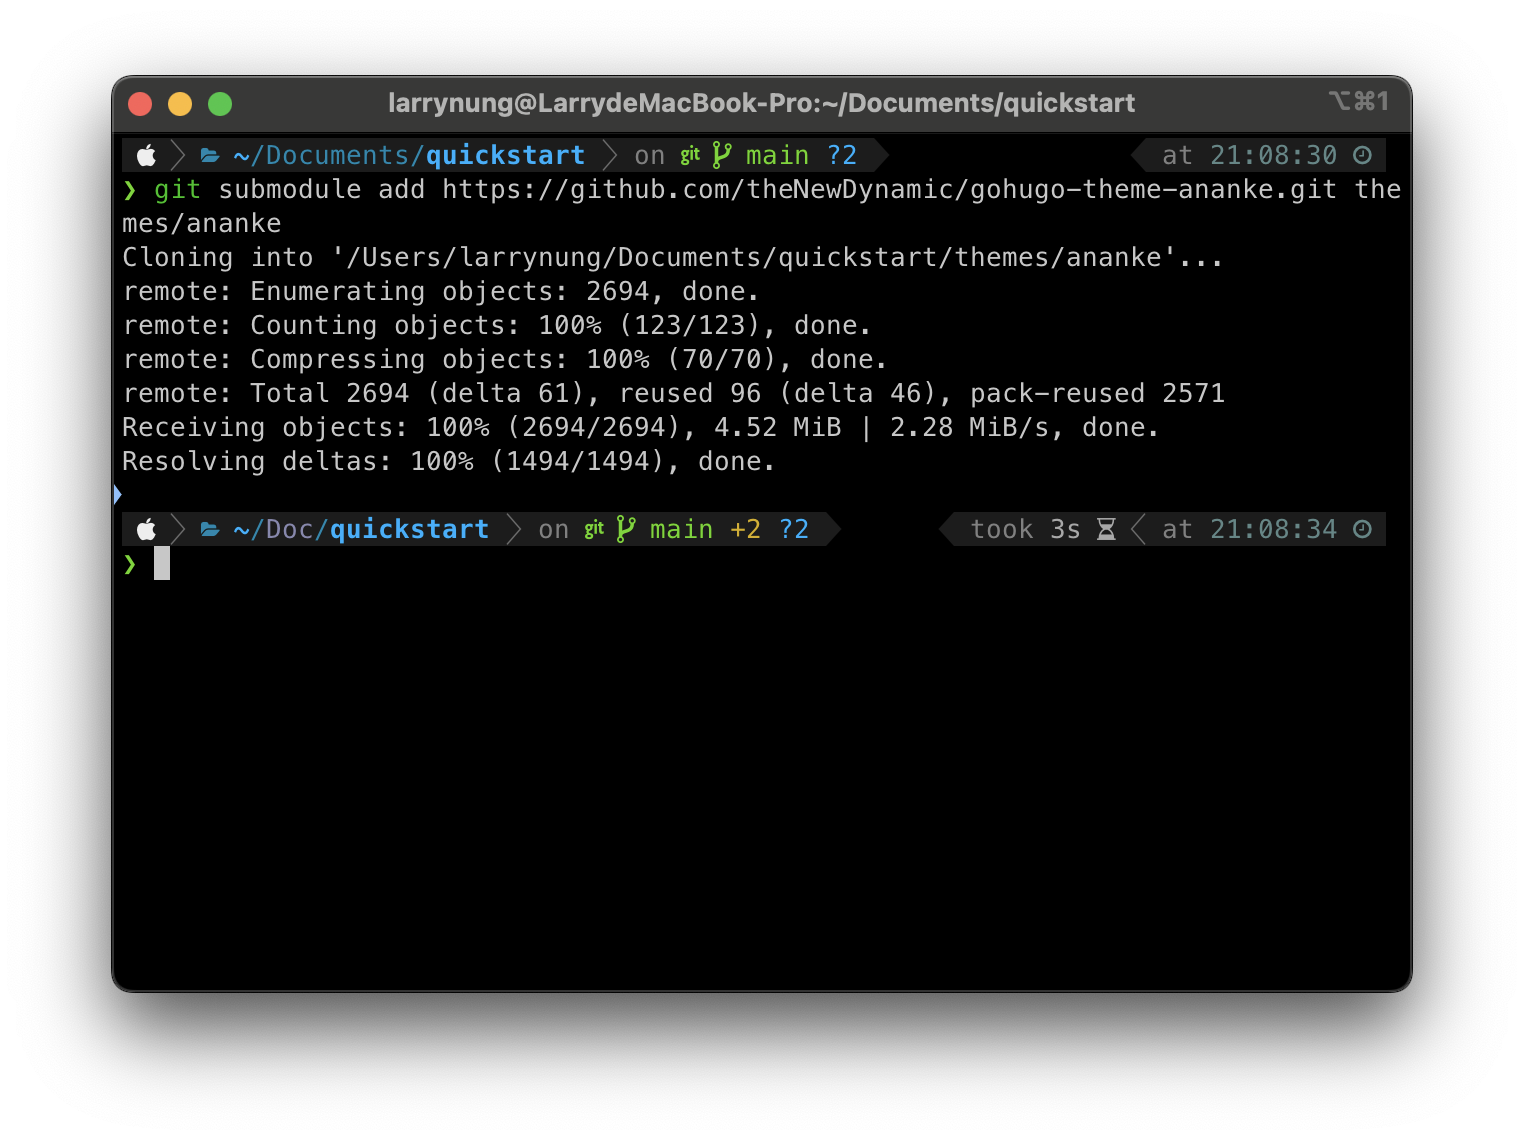 larrynung@LarrydeMacBook-Pro:~/Documents/quickstart ⌥⌘1
~/Documents/quickstart on git main ?2 at 21:08:30
❯ git submodule add https://github.com/theNewDynamic/gohugo-theme-ananke.git the
mes/ananke
Cloning into '/Users/larrynung/Documents/quickstart/themes/ananke'...
remote: Enumerating objects: 2694, done.
remote: Counting objects: 100% (123/123), done.
remote: Compressing objects: 100% (70/70), done.
remote: Total 2694 (delta 61), reused 96 (delta 46), pack-reused 2571
Receiving objects: 100% (2694/2694), 4.52 MiB | 2.28 MiB/s, done.
Resolving deltas: 100% (1494/1494), done.
~/Doc/quickstart on git main +2 ?2 took 3s at 21:08:34
❯